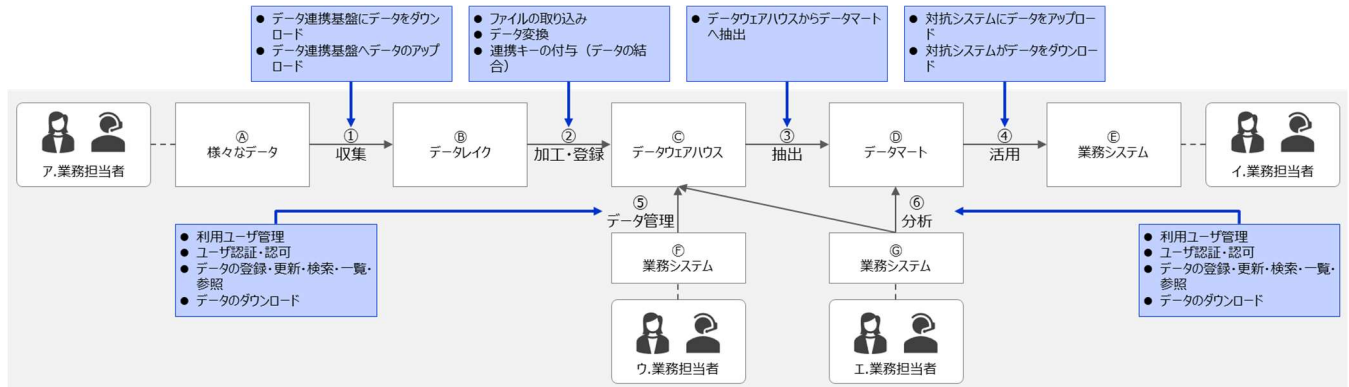 ● データ連携基盤にデータをダウン
ロード
● データ連携基盤へデータのアップ
ロード
● ファイルの取り込み
● データ変換
● 連携キーの付与（データの結
合）
● データウェアハウスからデータマート
へ抽出
● 対抗システムにデータをアップロー
ド
● 対抗システムがデータをダウンロー
ド
ア.業務担当者
Ⓐ
様々なデータ
①
収集
Ⓑ
データレイク
②
加工・登録
Ⓒ
データウェアハウス
③
抽出
Ⓓ
データマート
④
活用
Ⓔ
業務システム
イ.業務担当者
⑤
データ管理
⑥
分析
● 利用ユーザ管理
● ユーザ認証・認可
● データの登録・更新・検索・一覧・
参照
● データのダウンロード
Ⓕ
業務システム
Ⓖ
業務システム
● 利用ユーザ管理
● ユーザ認証・認可
● データの登録・更新・検索・一覧・
参照
● データのダウンロード
ウ.業務担当者
エ.業務担当者